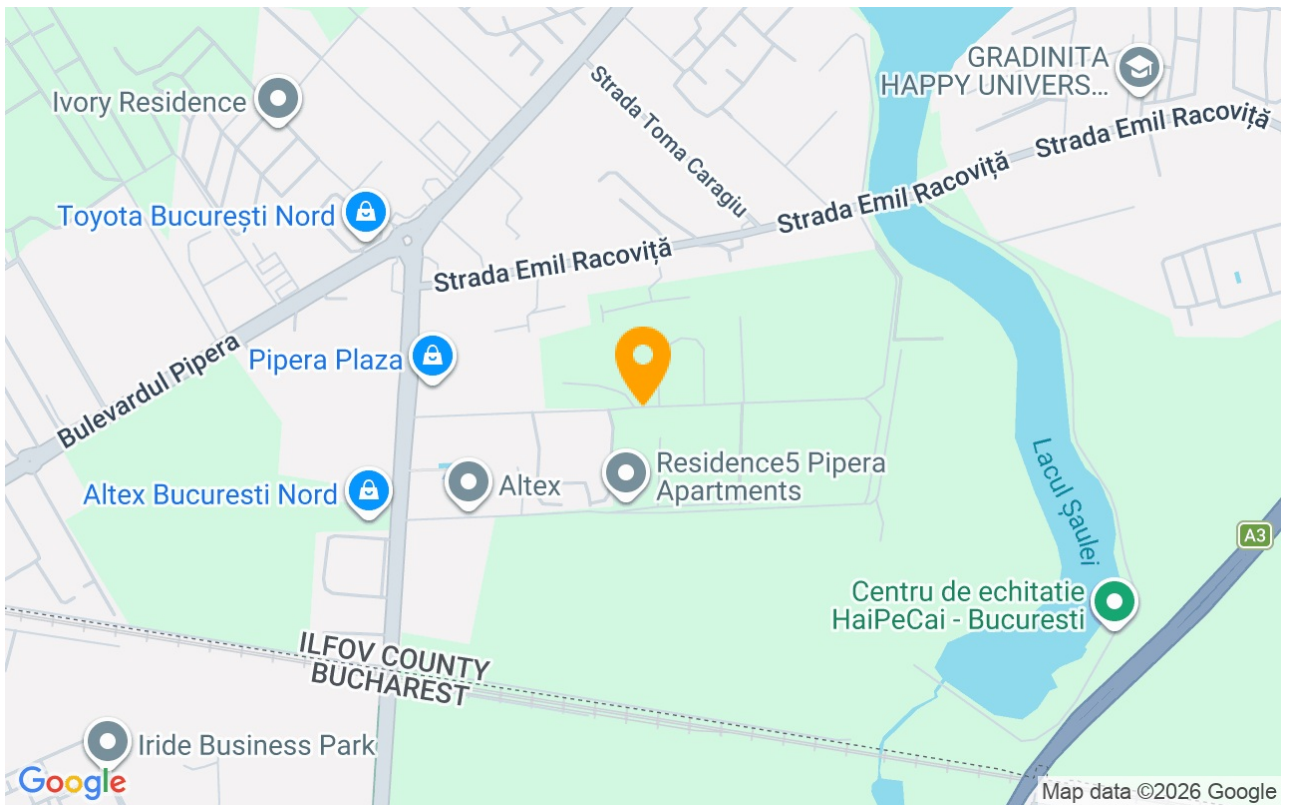 GRADINITA
HAPPY UNIVERS...
Ivory Residence
Strada Toma Caragiu
Strada Emil Racoviță
Strada Emil Racoviță
Toyota București Nord
Strada Emil Racoviță
Pipera Plaza
Bulevardul Pipera
Residence5 Pipera
Apartments
Altex
Altex Bucuresti Nord
Lacul Șaulei
A3
Centru de echitatie
HaiPeCai - Bucuresti
ILFOV COUNTY
BUCHAREST
Iride Business Park
Google
Map data ©2026 Google